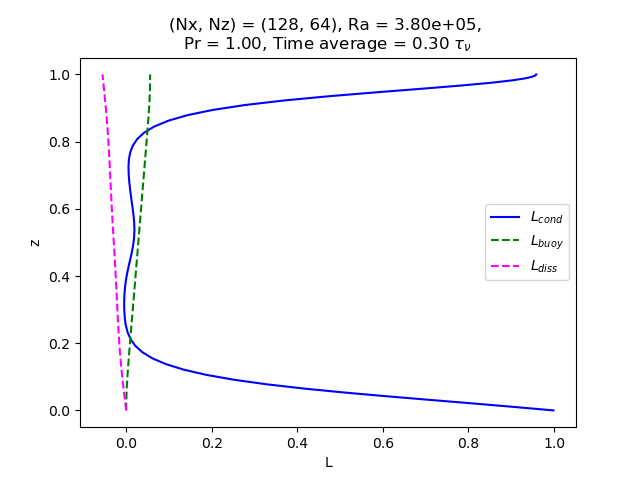 (Nx, Nz) = (128, 64), Ra = 3.80e+05,
Pr = 1.00, Time average = 0.30 τ_ν
1.0
0.8
0.6
0.4
0.2
0.0
z
L_cond
L_buoy
L_diss
0.0 0.2 0.4 0.6 0.8 1.0
L